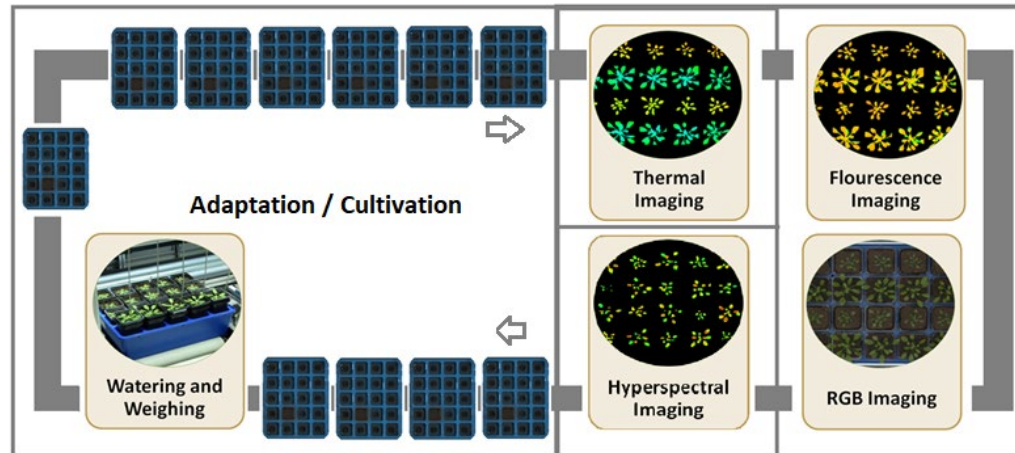 Thermal
Imaging
Flourescence
Imaging
Adaptation / Cultivation
Watering and
Weighing
Hyperspectral
Imaging
RGB Imaging